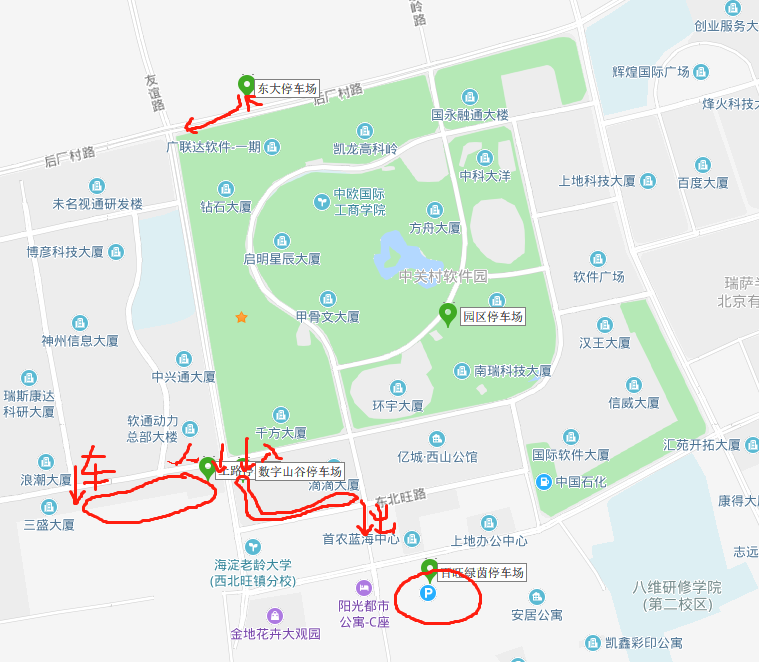 创业服务大
岭
路
辉煌国际广场
友
谊
路
东大停车场
后厂村路
国永融通大楼
烽火科技大
广联达软件-一期
凯龙高科岭
后厂村路
中科大洋
上地科技大厦
百度大厦
未名视通研发楼
钻石大厦
中欧国际
工商学院
方舟大厦
博彦科技大厦
启明星辰大厦
中关村软件园
软件广场
瑞萨半
北京有
甲骨文大厦
园区停车场
神州信息大厦
汉王大厦
中兴通大厦
南瑞科技大厦
瑞斯康达
科研大厦
环宇大厦
信威大厦
软通动力
总部大楼
千方大厦
亿城·西山公馆
国际软件大厦
汇苑开拓大厦
车
人
人
浪潮大厦
上路停
数字山谷停车场
滴滴大厦
中国石化
东北旺路
康得大
三盛大厦
出
首农蓝海中心
上地办公中心
志远
海淀老龄大学
(西北旺镇分校)
百旺绿茵停车场
P
八维研修学院
(第二校区)
阳光都市
公寓-C座
安居公寓
金地花卉大观园
凯鑫彩印公寓